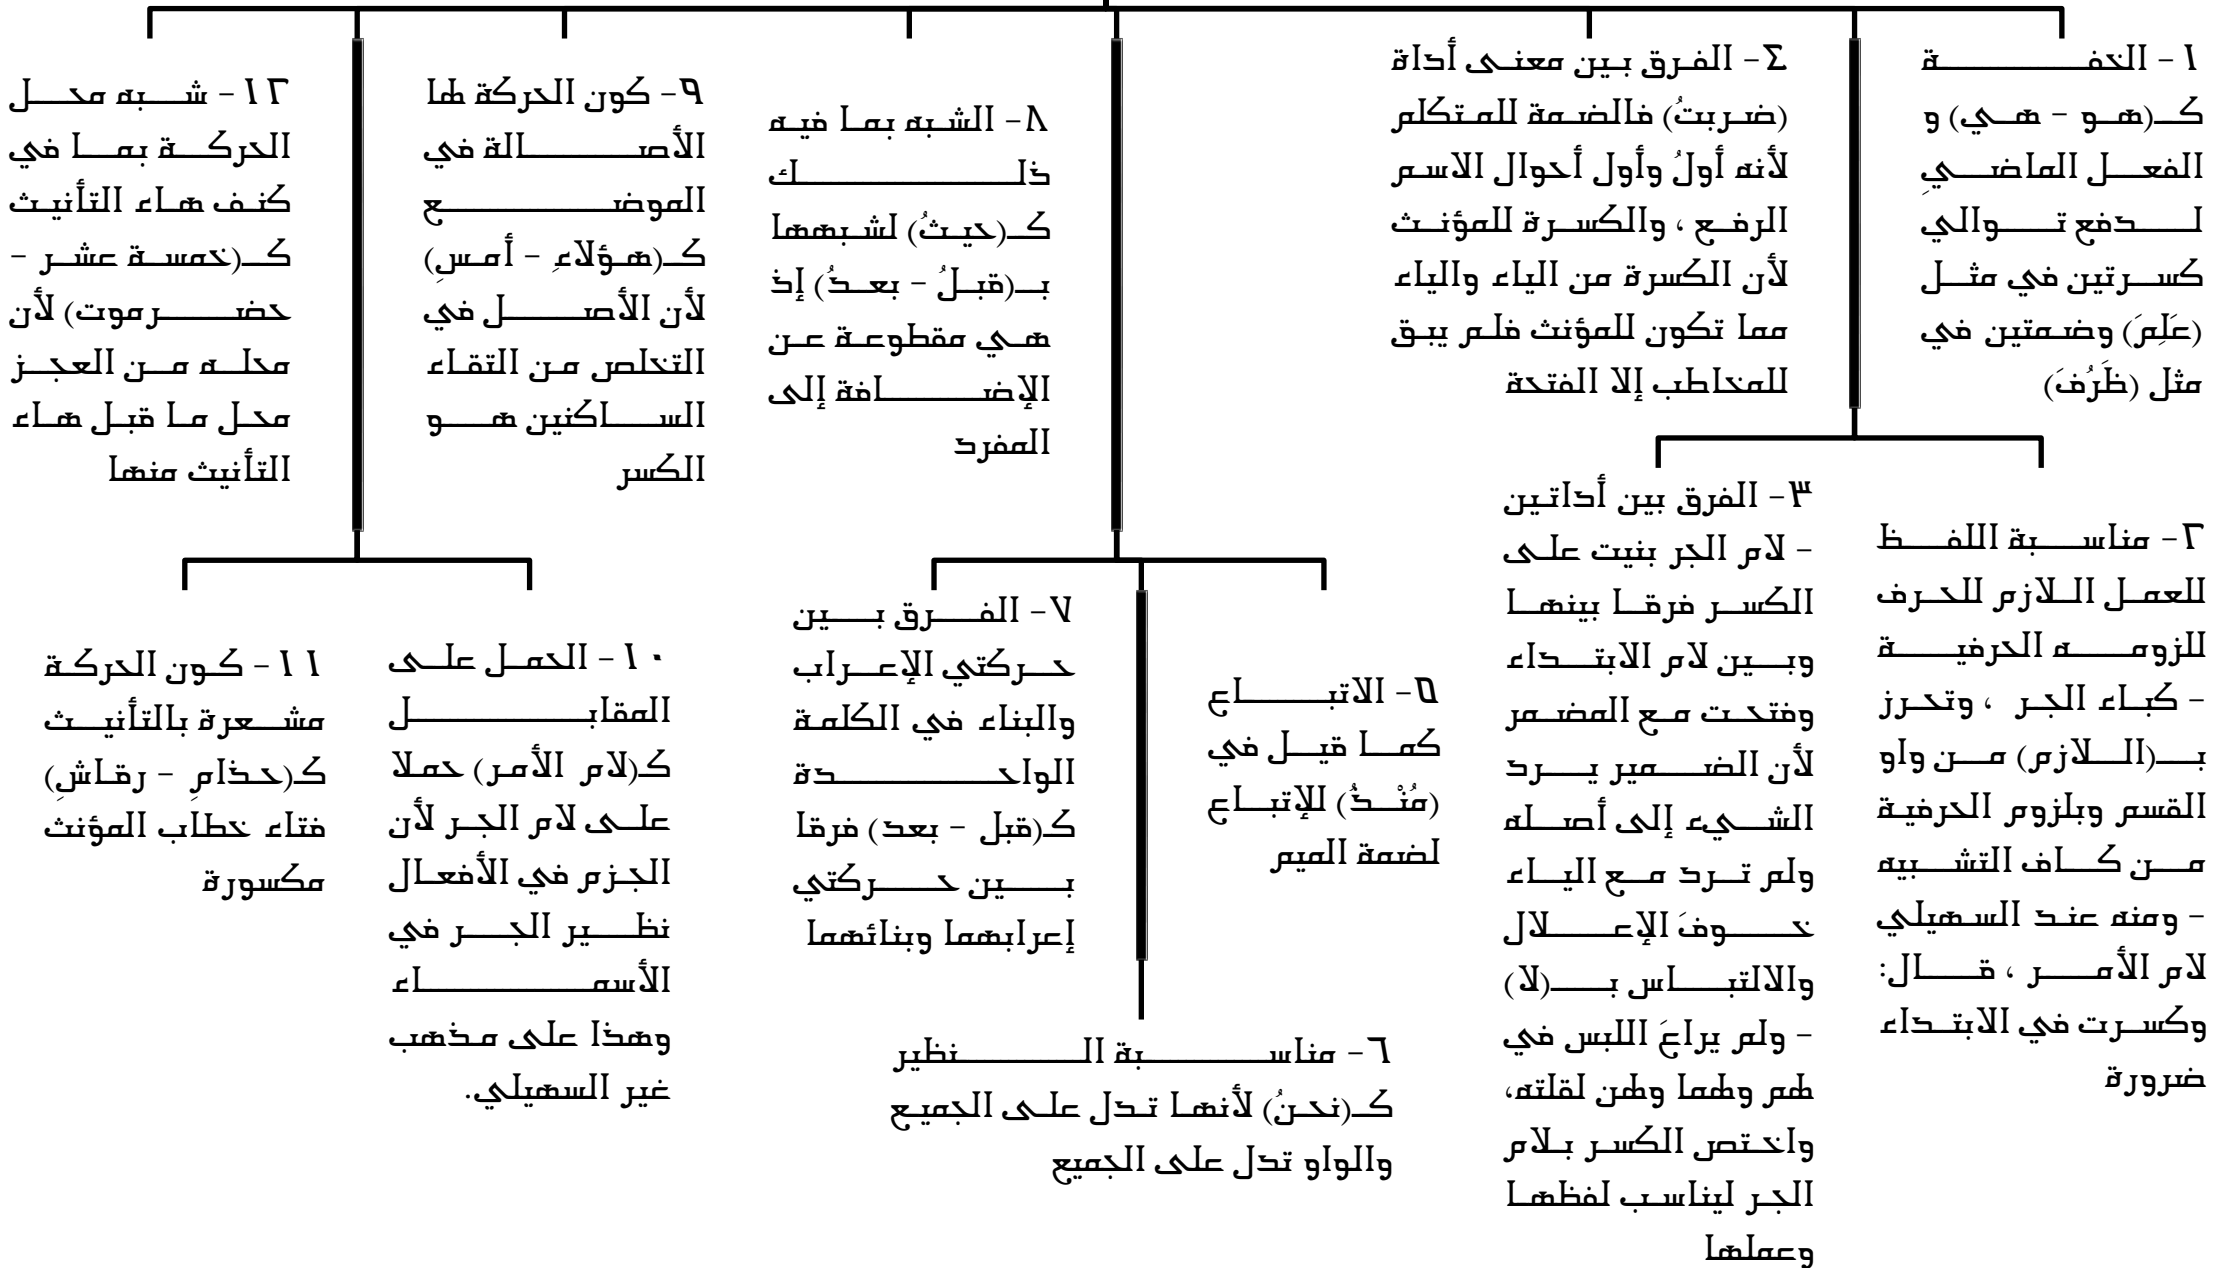 ١- الخفة
كـ(هو - هي) و
الفعل الماضيِ
لدفع توالي
كسرتين في مثل
(عَلِمَ) وضمتين في
مثل (ظَرُفَ)
٢- مناسبة اللفظ
للعمل اللازم للحرف
للزومه الحرفية
- كباء الجر ، وتحرز
بـ(اللازم) من واو
القسم وبلزوم الحرفية
من كاف التشبيه
- ومنه عند السهيلي
لام الأمر ، قال:
وكسرت في الابتداء
ضرورة
٣- الفرق بين أداتين
- لام الجر بنيت على
الكسر فرقا بينها
وبين لام الابتداء
وفتحت مع المضمر
لأن الضمير يرد
الشيء إلى أصله
ولم ترد مع الياء
خوفَ الإعلال
والالتباس بـ(لا)
- ولم يراعَ اللبس في
لهم ولهما ولهن لقلته،
واختص الكسر بلام
الجر ليناسب لفظها
وعملها
٤- الفرق بين معنى أداة
(ضربتُ) فالضمة للمتكلم
لأنه أولُ وأول أحوال الاسم
الرفع ، والكسرة للمؤنث
لأن الكسرة من الياء والياء
مما تكون للمؤنث فلم يبق
للمخاطب إلا الفتحة
٥- الاتباع
كما قيل في
(مُنْذُ) للإتباع
لضمة الميم
٦- مناسبة النظير
كـ(نحنُ) لأنها تدل على الجميع
والواو تدل على الجميع
٧- الفرق بين
حركتي الإعراب
والبناء في الكلمة
الواحدة
كـ(قبل - بعد) فرقا
بين حركتي
إعرابهما وبنائهما
٨- الشبه بما فيه
ذلك
كـ(حيثُ) لشبهها
بـ(قبلُ - بعدُ) إذ
هي مقطوعة عن
الإضافة إلى
المفرد
٩- كون الحركة لها
الأصالة في
الموضع
كـ(هؤلاءِ - أمسِ)
لأن الأصل في
التخلص من التقاء
الساكنين هو
الكسر
١٠- الحمل على
المقابل
كـ(لام الأمر) حملا
على لام الجر لأن
الجزم في الأفعال
نظير الجر في
الأسماء
وهذا على مذهب
غير السهيلي.
١١- كون الحركة
مشعرة بالتأنيث
كـ(حذامِ - رقاشِ)
فتاء خطاب المؤنث
مكسورة
١٢- شبه محل
الحركة بما في
كنف هاء التأنيث
كـ(خمسة عشر -
حضرموت) لأن
محله من العجز
محل ما قبل هاء
التأنيث منها